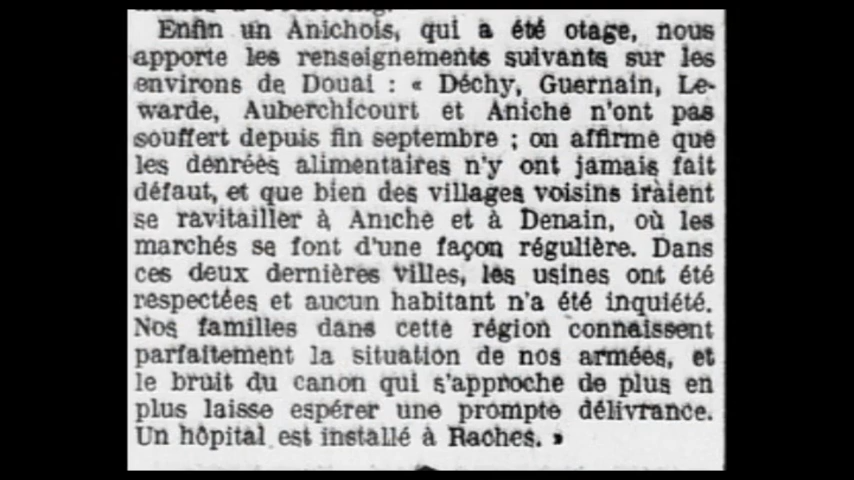 Enfin un Anichois, qui a été otage, nous
apporte les renseignements suivants sur les
environs de Douai : « Déchy, Guernain, Le-
warde, Auberchicourt et Aniche n'ont pas
souffert depuis fin septembre ; on affirme que
les denrées alimentaires n'y ont jamais fait
défaut, et que bien des villages voisins iraient
se ravitailler à Aniche et à Denain, où les
marchés se font d'une façon régulière. Dans
ces deux dernières villes, les usines ont été
respectées et aucun habitant n'a été inquiété.
Nos familles dans cette région connaissent
parfaitement la situation de nos armées, et
le bruit du canon qui s'approche de plus en
plus laisse espérer une prompte délivrance.
Un hôpital est installé à Raches. »